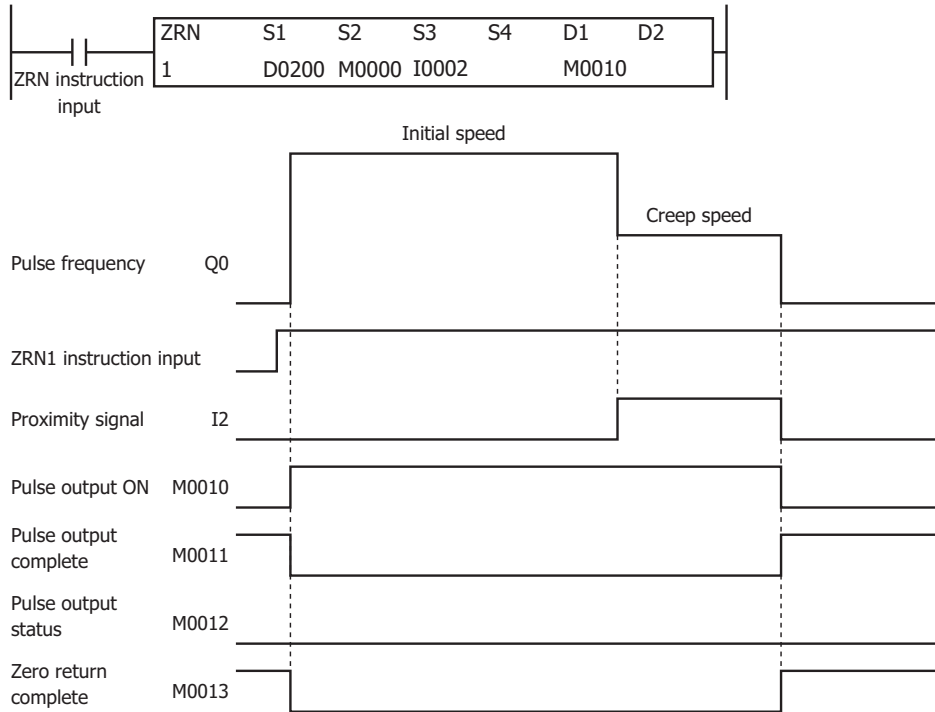 ZRN S1 S2 S3 S4 D1 D2
1 D0200 M0000 I0002 M0010
ZRN instruction
input
Initial speed
Creep speed
Pulse frequency Q0
ZRN1 instruction input
Proximity signal I2
Pulse output ON M0010
Pulse output
complete M0011
Pulse output
status M0012
Zero return
complete M0013